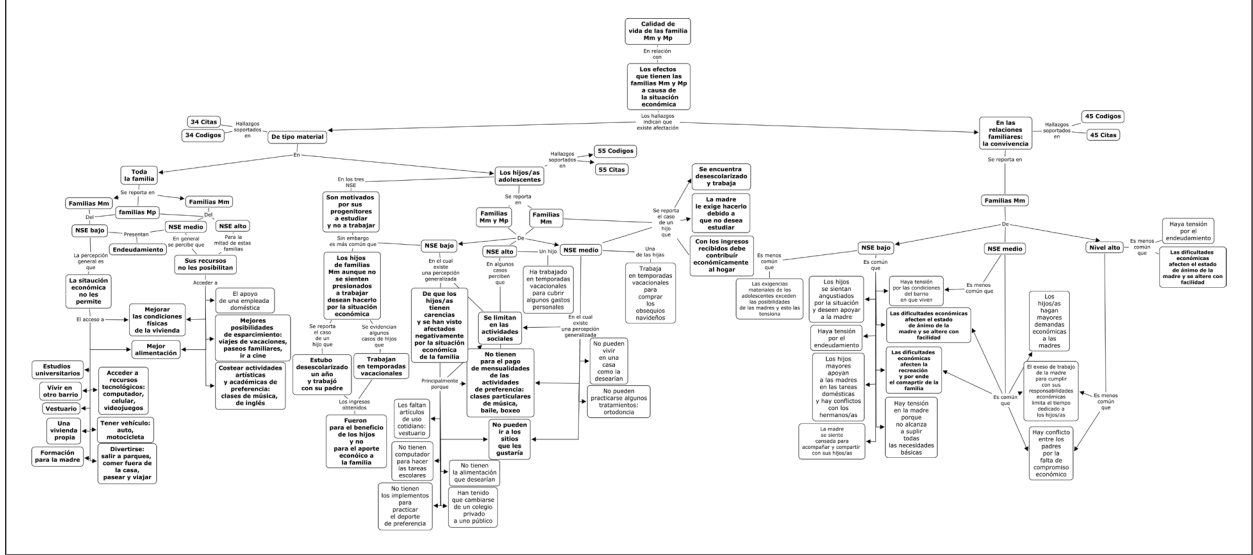 Calidad de
vida de las familia
Mm y Mp
En relación
con
Los efectos
que tienen las
familias Mm y Mp
a causa de
la situación
económica
Los hallazgos
indican que
existe afectación
34 Citas
34 Codigos
Hallazgos
soportados
en
De tipo material
En
Toda
la familia
Se reporta en
Familias Mm
familias Mp
Familias Mm
Del
Del
NSE bajo
Presentan
NSE medio
NSE alto
Endeudamiento
La percepción
general es
que
En general
se percibe que
Para la
mitad de estas
familias
La sitaución
económica
no les
permite
Sus recursos
no les posibilitan
El acceso a
Acceder a
Mejorar
las condiciones
físicas
de la vivienda
Mejor
alimentación
El apoyo
de una empleada
doméstica
Mejores
posibilidades
de esparcimiento:
viajes de vacaciones,
paseos familiares,
ir a cine
Costear actividades
artísticas
y académicas de
preferencia:
clases de música,
de inglés
Estudios
universitarios
Vivir en
otro barrio
Vestuario
Una
vivienda
propia
Formación
para la madre
Acceder a
recursos
tecnológicos:
computador,
celular,
videojuegos
Tener vehículo:
auto,
motocicleta
Divertirse:
salir a parques,
comer fuera de
la casa,
pasear y viajar
Los hijos/as
adolescentes
Hallazgos
soportados
en
55 Codigos
55 Citas
En los tres
NSE
Son motivados
por sus
progenitores
a estudiar
y no a trabajar
Sin embargo
es más común que
Los hijos
de familias
Mm aunque no
se sienten
presionados
a trabajar
desean hacerlo
por la situación
económica
Se reporta
el caso
de un
hijo que
Se evidencian
algunos
casos de hijos
que
Estubo
desescolarizado
un año
y trabajó
con su padre
Trabajan
en temporadas
vacacionales
Los ingresos
obtenidos
Fueron
para el beneficio
de los hijos
y no
para el aporte
económico a
la familia
Se reporta
en
Familias
Mm y Mp
Familias
Mm
De
NSE bajo
NSE alto
Un hijo
NSE medio
Una
de las hijas
En el cual
existe
una percepción
generalizada
En algunos
casos
perciben
que
Ha trabajado
en temporadas
vacacionales
para cubrir
algunos gastos
personales
Trabaja
en temporadas
vacacionales
para
comprar
los
obsequios
navideños
Se reporta
el caso
de un
hijo que
Se encuentra
desescolarizado
y trabaja
La madre
le exige hacerlo
debido a
que no desea
estudiar
Con los ingresos
recibidos debe
contribuir
económicamente
al hogar
De que los
hijos/as
tienen
carencias
y se han visto
afectados
negativamente
por la situación
económica
de la familia
Principalmente
porque
Se limitan
en las
actividades
sociales
En el cual
existo
una percepción
generalizada
No tienen
para el pago
de mensualidades
de las
actividades
de preferencia:
clases particulares
de música,
baile, boxeo
No pueden
vivir
en una
casa
como la
desearían
No pueden
practicarse algunos
tratamientos:
ortodoncia
No pueden
ir a los
sitios
que les
gustaría
Les faltan
artículos
de uso
cotidiano:
vestuario
No tienen
computador
para hacer
las tareas
escolares
No tienen
los implementos
para
practicar
el deporte
de preferencia
No tienen
la alimentación
que desearían
Han tenido
que cambiarse
de un colegio
privado
a uno público
En las
relaciones
familiares:
la convivencia
Hallazgos
soportados
en
45 Codigos
45 Citas
Se reporta en
Familias Mm
De
NSE bajo
NSE medio
Nivel alto
Es menos
común
que
Es común
que
Es menos
común que
Es menos
común
que
Haya tensión
por el
endeudamiento
Las dificultades
económicas
afecten el estado
de ánimo de la
madre y se altere con
facilidad
Las exigencias
materiales de los
adolescentes exceden
las posibilidades
de las madres y esto las
tensiona
Los hijos
se sientan
angustiados
por la situación
y deseen apoyar
a la madre
Haya tensión
por el
endeudamiento
Los hijos
mayores
apoyan
a las madres
en las tareas
domésticas
y hay conflictos
con los
hermanos/as
La madre
se siente
cansada para
acompañar y compartir
con sus hijos/as
Haya tensión
por las condiciones
del barrio
en que viven
Las dificultades económicas
afecten el estado
de ánimo de la
madre y se altere con
facilidad
Las dificultades
económicas
afecten la
recreación
y por ende
el comapartir de la
familia
Hay tensión
en la madre
porque
no alcanza
a suplir
todas
las necesidades
básicas
Es común
que
Los
hijos/as
hagan
mayores
demandas
económicas
a las
madres
El exeso de trabajo
de la madre
para cumplir
con sus
responsabilidades
económicas
limita el tiempo
dedicado a
los hijos/as
Es menos
común
que
Hay conflicto
entre los
padres
por la
falta de
compromiso
económico